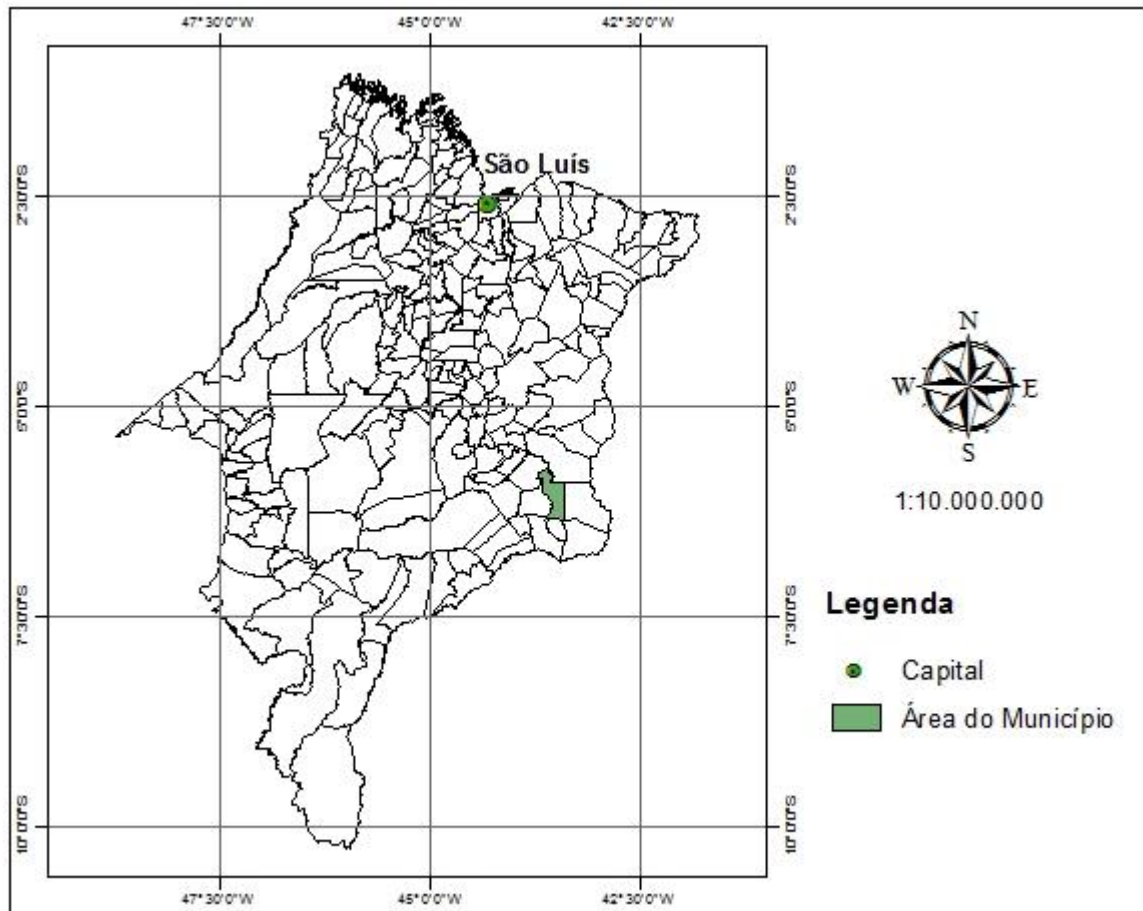 47°30'0"W 45°0'0"W 42°30'0"W
São Luís
2°30'0"S 2°30'0"S
N
W E
S
5°0'0"S 5°0'0"S
1:10.000.000
Legenda
7°30'0"S 7°30'0"S
Capital
Área do Município
10°0'0"S 10°0'0"S
47°30'0"W 45°0'0"W 42°30'0"W